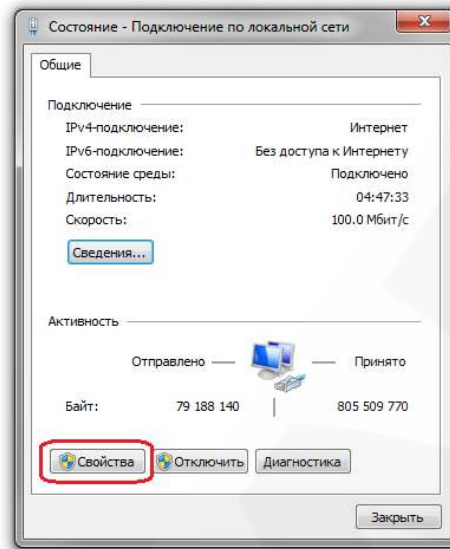 Состояние - Подключение по локальной сети
Общие
Подключение
IPv4-подключение: Интернет
IPv6-подключение: Без доступа к Интернету
Состояние среды: Подключено
Длительность: 04:47:33
Скорость: 100.0 Мбит/с
Сведения...
Активность
Отправлено — — Принято
Байт: 79 188 140 | 805 509 770
Свойства Отключить Диагностика
Закрыть